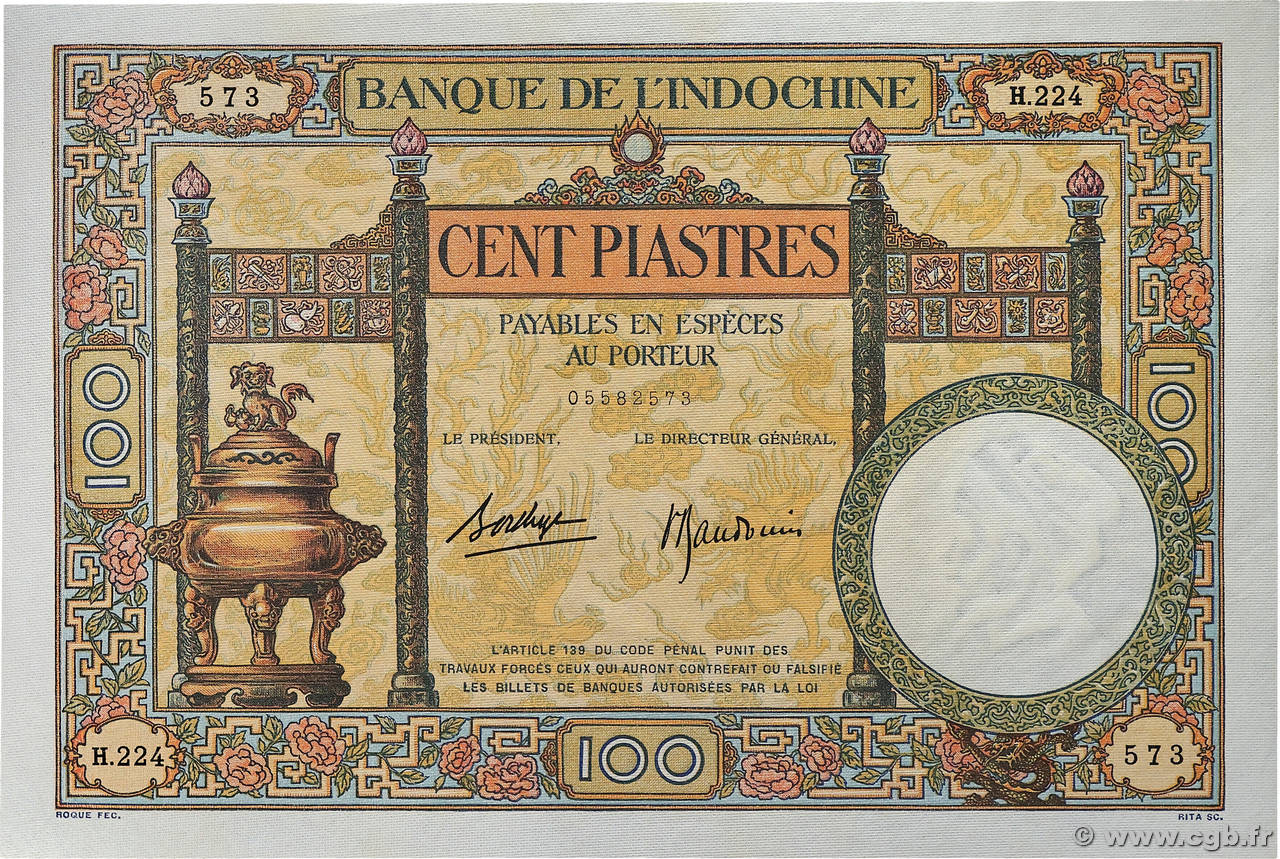 573
BANQUE DE L'INDOCHINE
H.224
CENT PIASTRES
PAYABLES EN ESPÈCES
AU PORTEUR
05582573
LE PRÉSIDENT,
LE DIRECTEUR GÉNÉRAL,
100
100
L'ARTICLE 139 DU CODE PÉNAL PUNIT DES
TRAVAUX FORCÉS CEUX QUI AURONT CONTREFAIT OU FALSIFIÉ
LES BILLETS DE BANQUES AUTORISÉES PAR LA LOI
H.224
100
573
ROQUE FEC.
RITA SC.
© www.cgb.fr